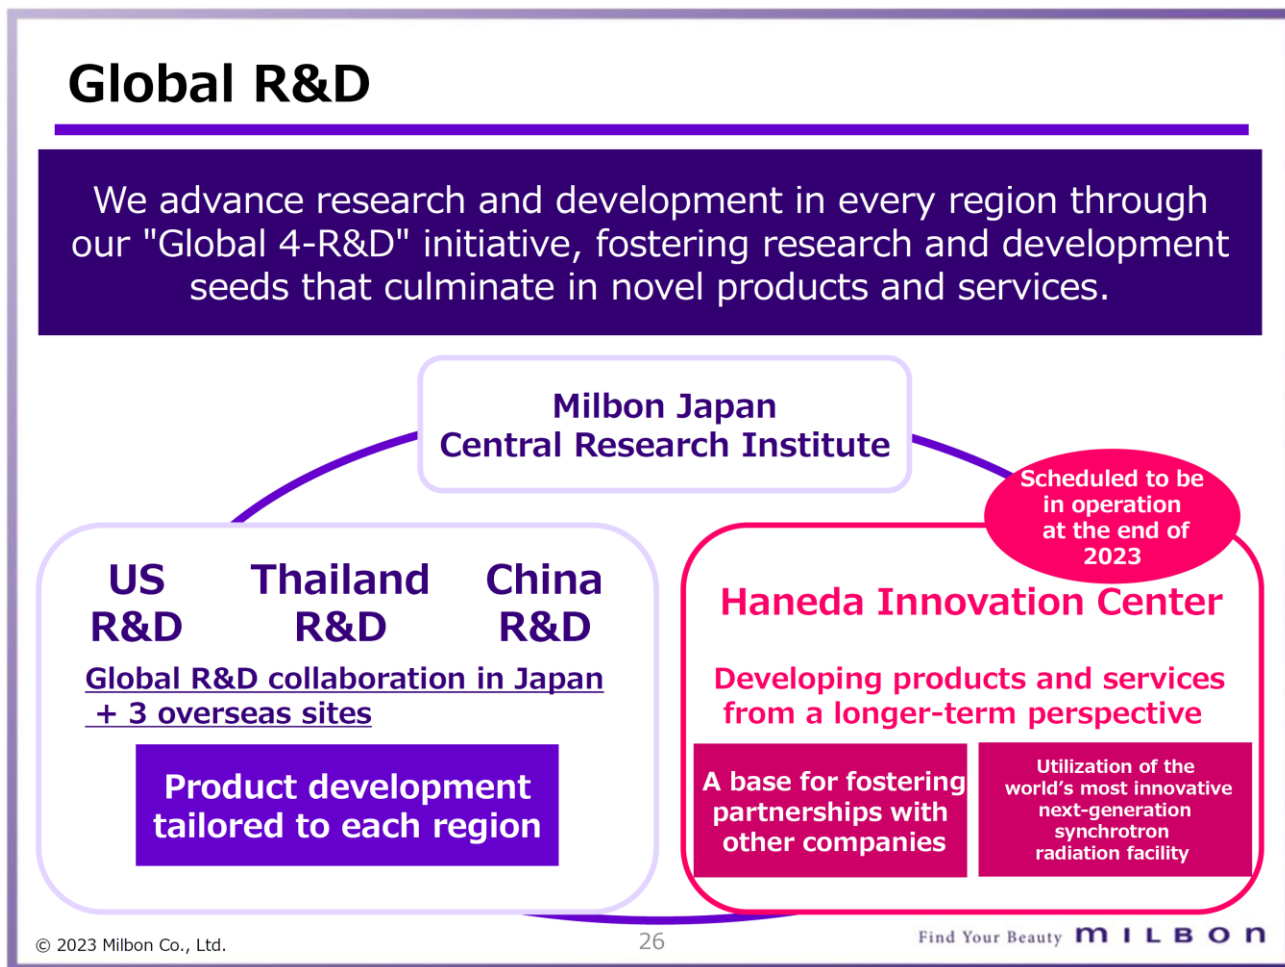 Global R&D
We advance research and development in every region through
our "Global 4-R&D" initiative, fostering research and development
seeds that culminate in novel products and services.
Milbon Japan
Central Research Institute
Scheduled to be
in operation
at the end of
2023
US
R&D
Thailand
R&D
China
R&D
Global R&D collaboration in Japan
+ 3 overseas sites
Product development
tailored to each region
Haneda Innovation Center
Developing products and services
from a longer-term perspective
A base for fostering
partnerships with
other companies
Utilization of the
world's most innovative
next-generation
synchrotron
radiation facility
© 2023 Milbon Co., Ltd.
26
Find Your Beauty MILBON